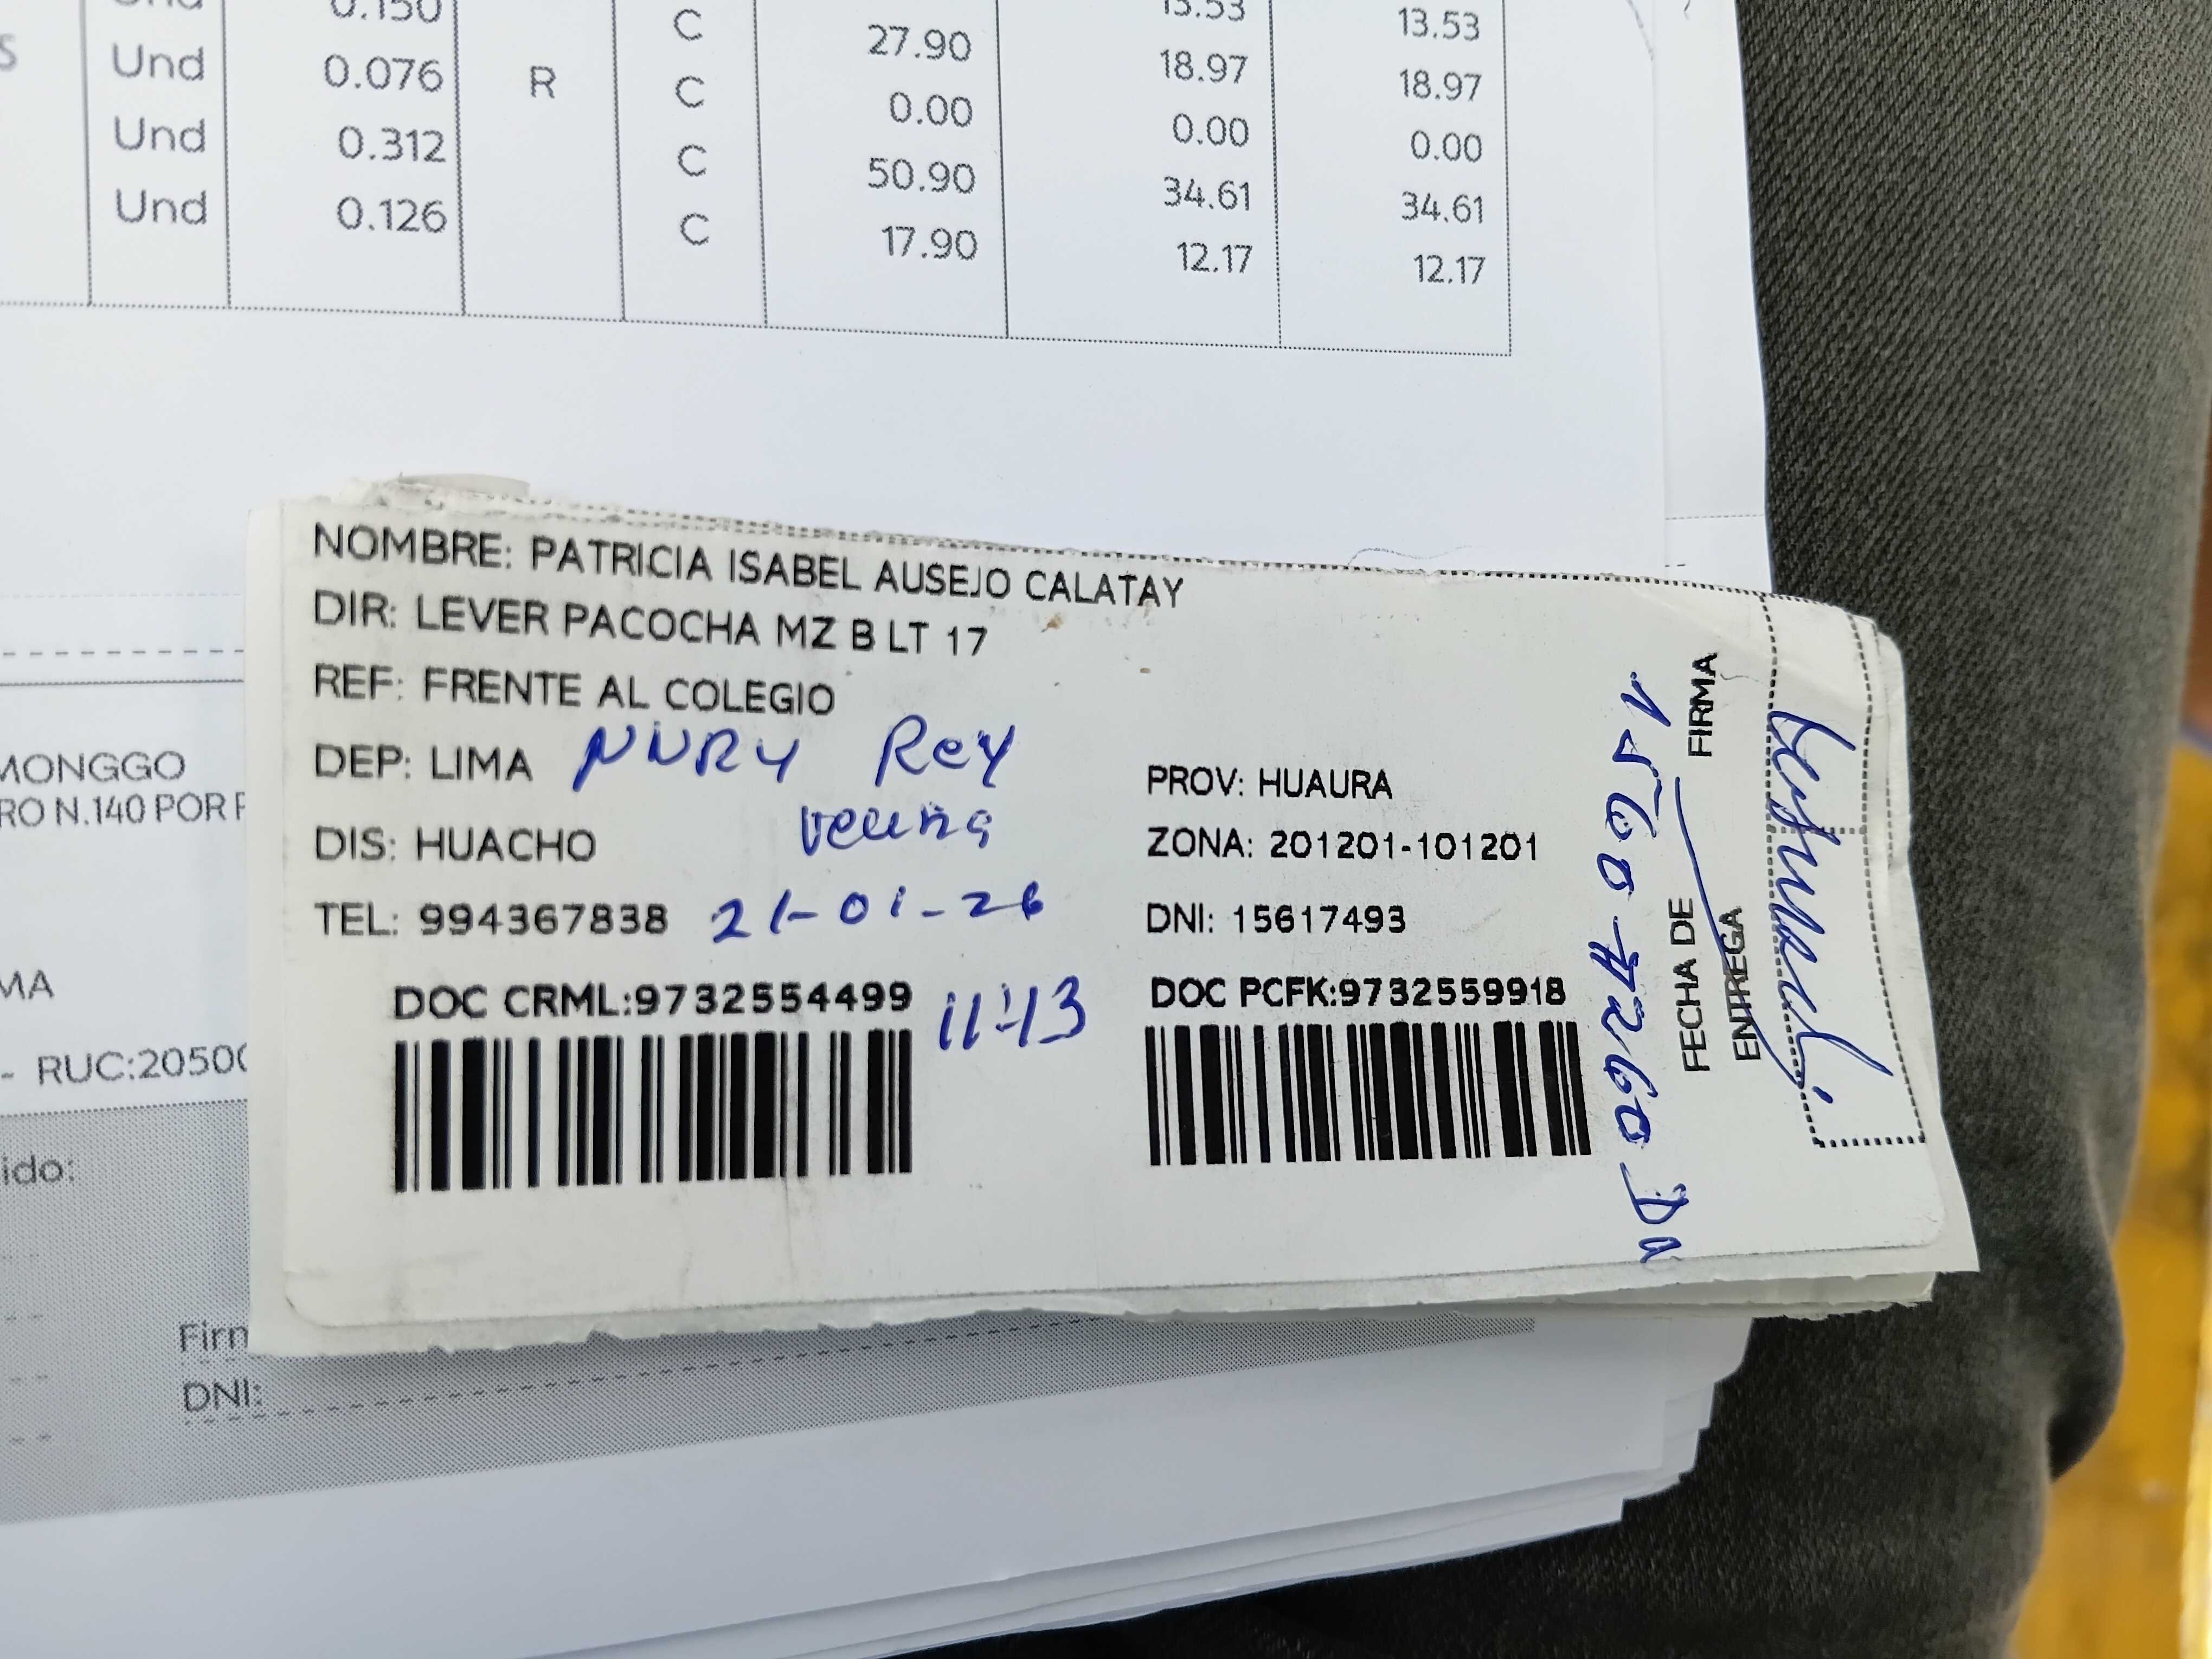 0.150 C 13.53 13.53
S Und 0.076 R C 27.90 18.97 18.97
Und 0.312 C 0.00 0.00 0.00
Und 0.126 C 50.90 34.61 34.61
17.90 12.17 12.17
NOMBRE: PATRICIA ISABEL AUSEJO CALATAY
DIR: LEVER PACOCHA MZ B LT 17
REF: FRENTE AL COLEGIO
DEP: LIMA NURY Rey
PROV: HUAURA
DIS: HUACHO
ZONA: 201201-101201
TEL: 994367838 21-01-26
DNI: 15617493
DOC CRML:9732554499 11:43
DOC PCFK:9732559918
FIRMA
FECHA DE
ENTREGA
MONGGO
RO N.140 POR
MA
- RUC:20500
ido:
Firm
DNI: